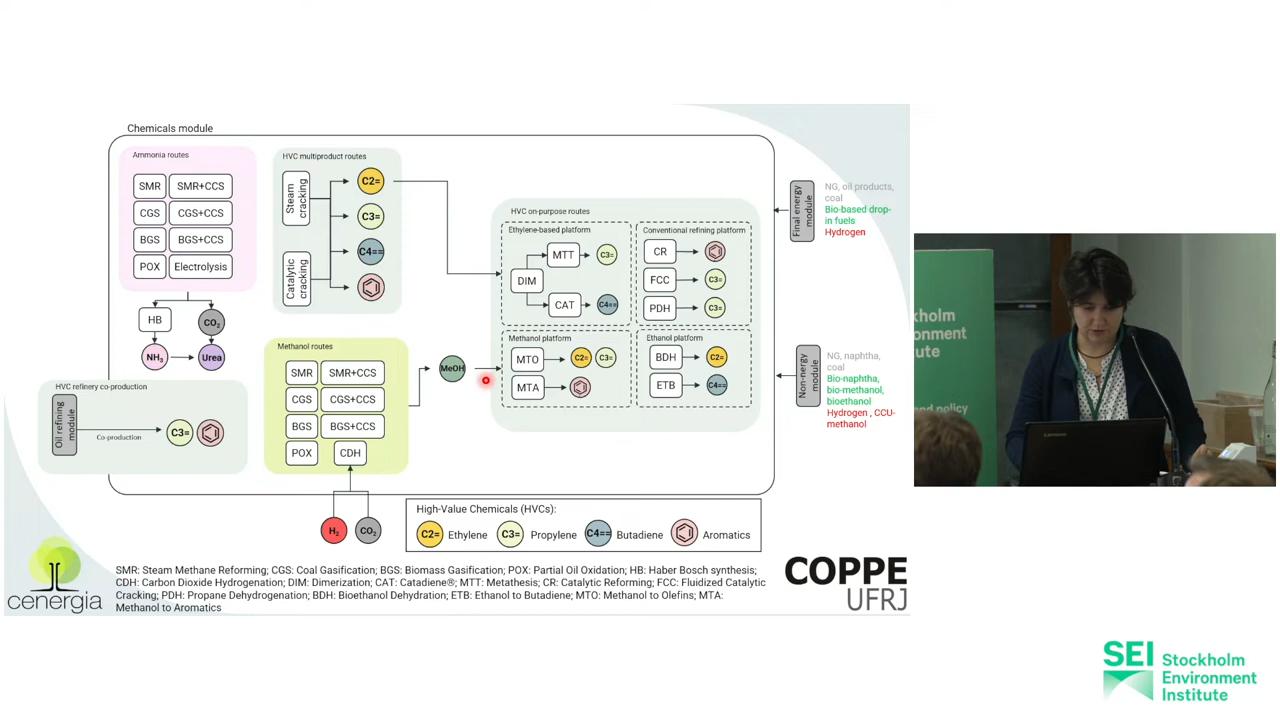 Chemicals module
Ammonia routes
SMR
SMR+CCS
CGS
CGS+CCS
BGS
BGS+CCS
POX
Electrolysis
HB
CO2
NH3
Urea
HVC multiproduct routes
Steam cracking
Catalytic cracking
C2=
C3=
C4==
HVC refinery co-production
Oil refining module
Co-production
C3=
Methanol routes
SMR
SMR+CCS
CGS
CGS+CCS
BGS
BGS+CCS
POX
CDH
H2
CO2
MeOH
HVC on-purpose routes
Ethylene-based platform
DIM
MTT
C3=
CAT
C4==
Conventional refining platform
CR
FCC
C3=
PDH
C3=
Methanol platform
MTO
C2=
C3=
MTA
Ethanol platform
BDH
C2=
ETB
C4==
Final energy module
NG, oil products,
coal
Bio-based drop-
in fuels
Hydrogen
Non-nergy module
NG, naphtha,
coal
Bio-naphtha,
bio-methanol,
bioethanol
Hydrogen , CCU-
methanol
High-Value Chemicals (HVCs):
C2= Ethylene C3= Propylene C4== Butadiene Aromatics
SMR: Steam Methane Reforming; CGS: Coal Gasification; BGS: Biomass Gasification; POX: Partial Oil Oxidation; HB: Haber Bosch synthesis;
CDH: Carbon Dioxide Hydrogenation; DIM: Dimerization; CAT: Catadiene®; MTT: Metathesis; CR: Catalytic Reforming; FCC: Fluidized Catalytic
Cracking; PDH: Propane Dehydrogenation; BDH: Bioethanol Dehydration; ETB: Ethanol to Butadiene; MTO: Methanol to Olefins; MTA:
Methanol to Aromatics
cenergia
COPPE
UFRJ
Lenovo
SEI Stockholm
Environment
Institute